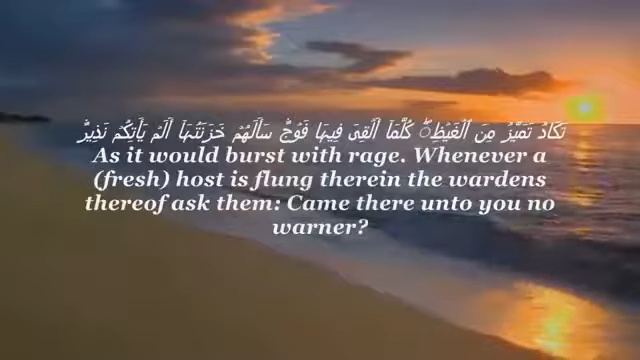 تَكَادُ تَمَيَّزُ مِنَ ٱلْغَيْظِۖ كُلَّمَآ أُلْقِىَ فِيهَا فَوْجٌ سَأَلَهُمْ خَزَنَتُهَآ أَلَمْ يَأْتِكُمْ نَذِيرٌ
As it would burst with rage. Whenever a
(fresh) host is flung therein the wardens
thereof ask them: Came there unto you no
warner?